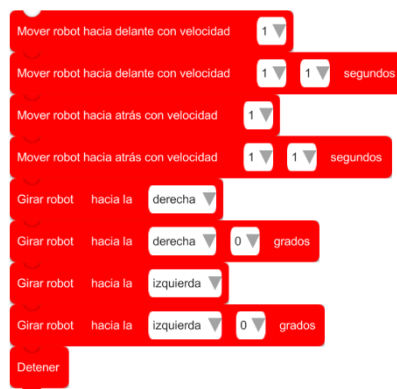 Mover robot hacia delante con velocidad 1
Mover robot hacia delante con velocidad 1 1 segundos
Mover robot hacia atrás con velocidad 1
Mover robot hacia atrás con velocidad 1 1 segundos
Girar robot hacia la derecha
Girar robot hacia la derecha 0 grados
Girar robot hacia la izquierda
Girar robot hacia la izquierda 0 grados
Detener